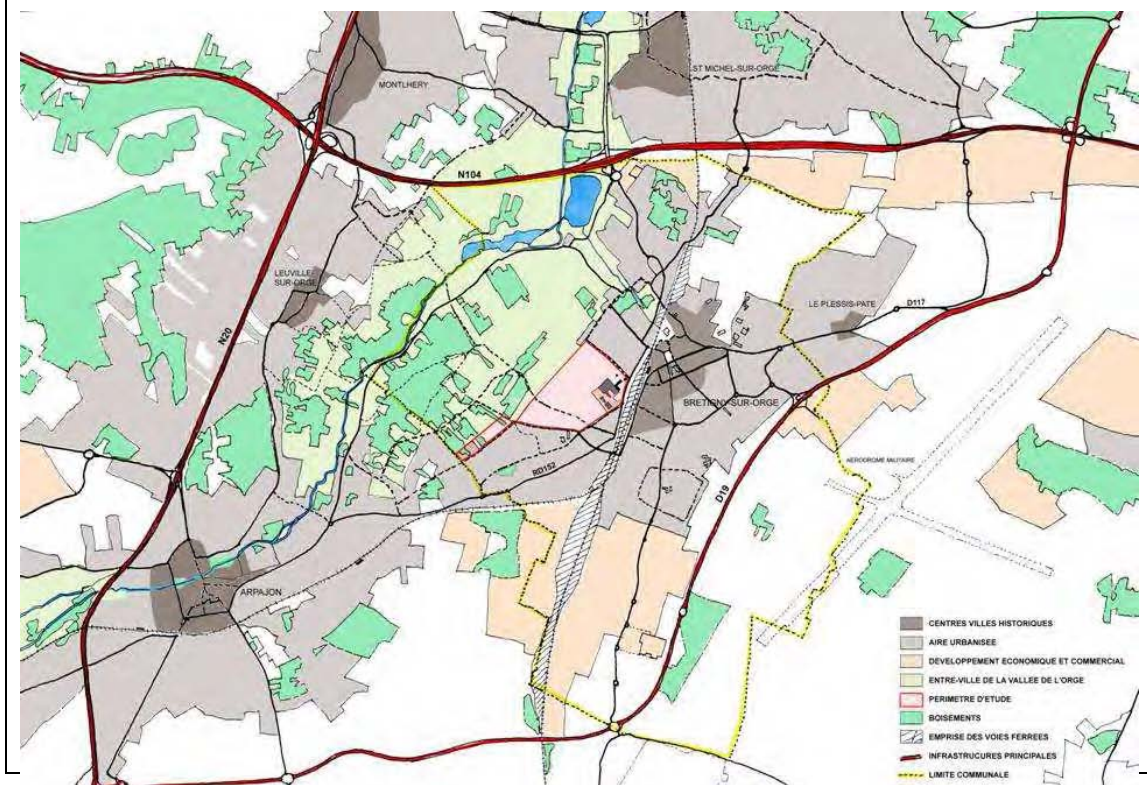 MONTLHERY
ST MICHEL-SUR-ORGE
N104
LEUVILLE-
SUR-ORGE
N20
LE PLESSIS-PATE
D117
BRETIGNY-SUR-ORGE
AERODROME MILITAIRE
RD152
D19
ARPAJON
CENTRES VILLES HISTORIQUES
AIRE URBANISEE
DEVELOPPEMENT ECONOMIQUE ET COMMERCIAL
ENTRE-VILLE DE LA VALLEE DE L'ORGE
PERIMETRE D'ETUDE
BOISEMENTS
EMPRISE DES VOIES FERREES
INFRASTRUCURES PRINCIPALES
LIMITE COMMUNALE